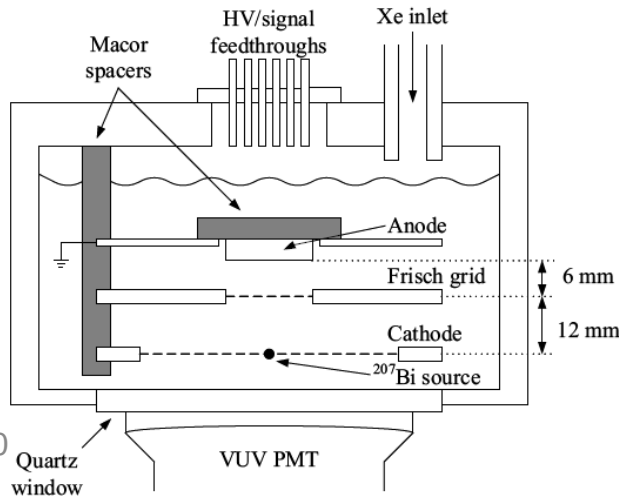 Xe inlet
HV/signal
feedthroughs
Macor
spacers
Anode
Frisch grid
6 mm
Cathode
12 mm
²⁰⁷Bi source
Quartz
window
VUV PMT